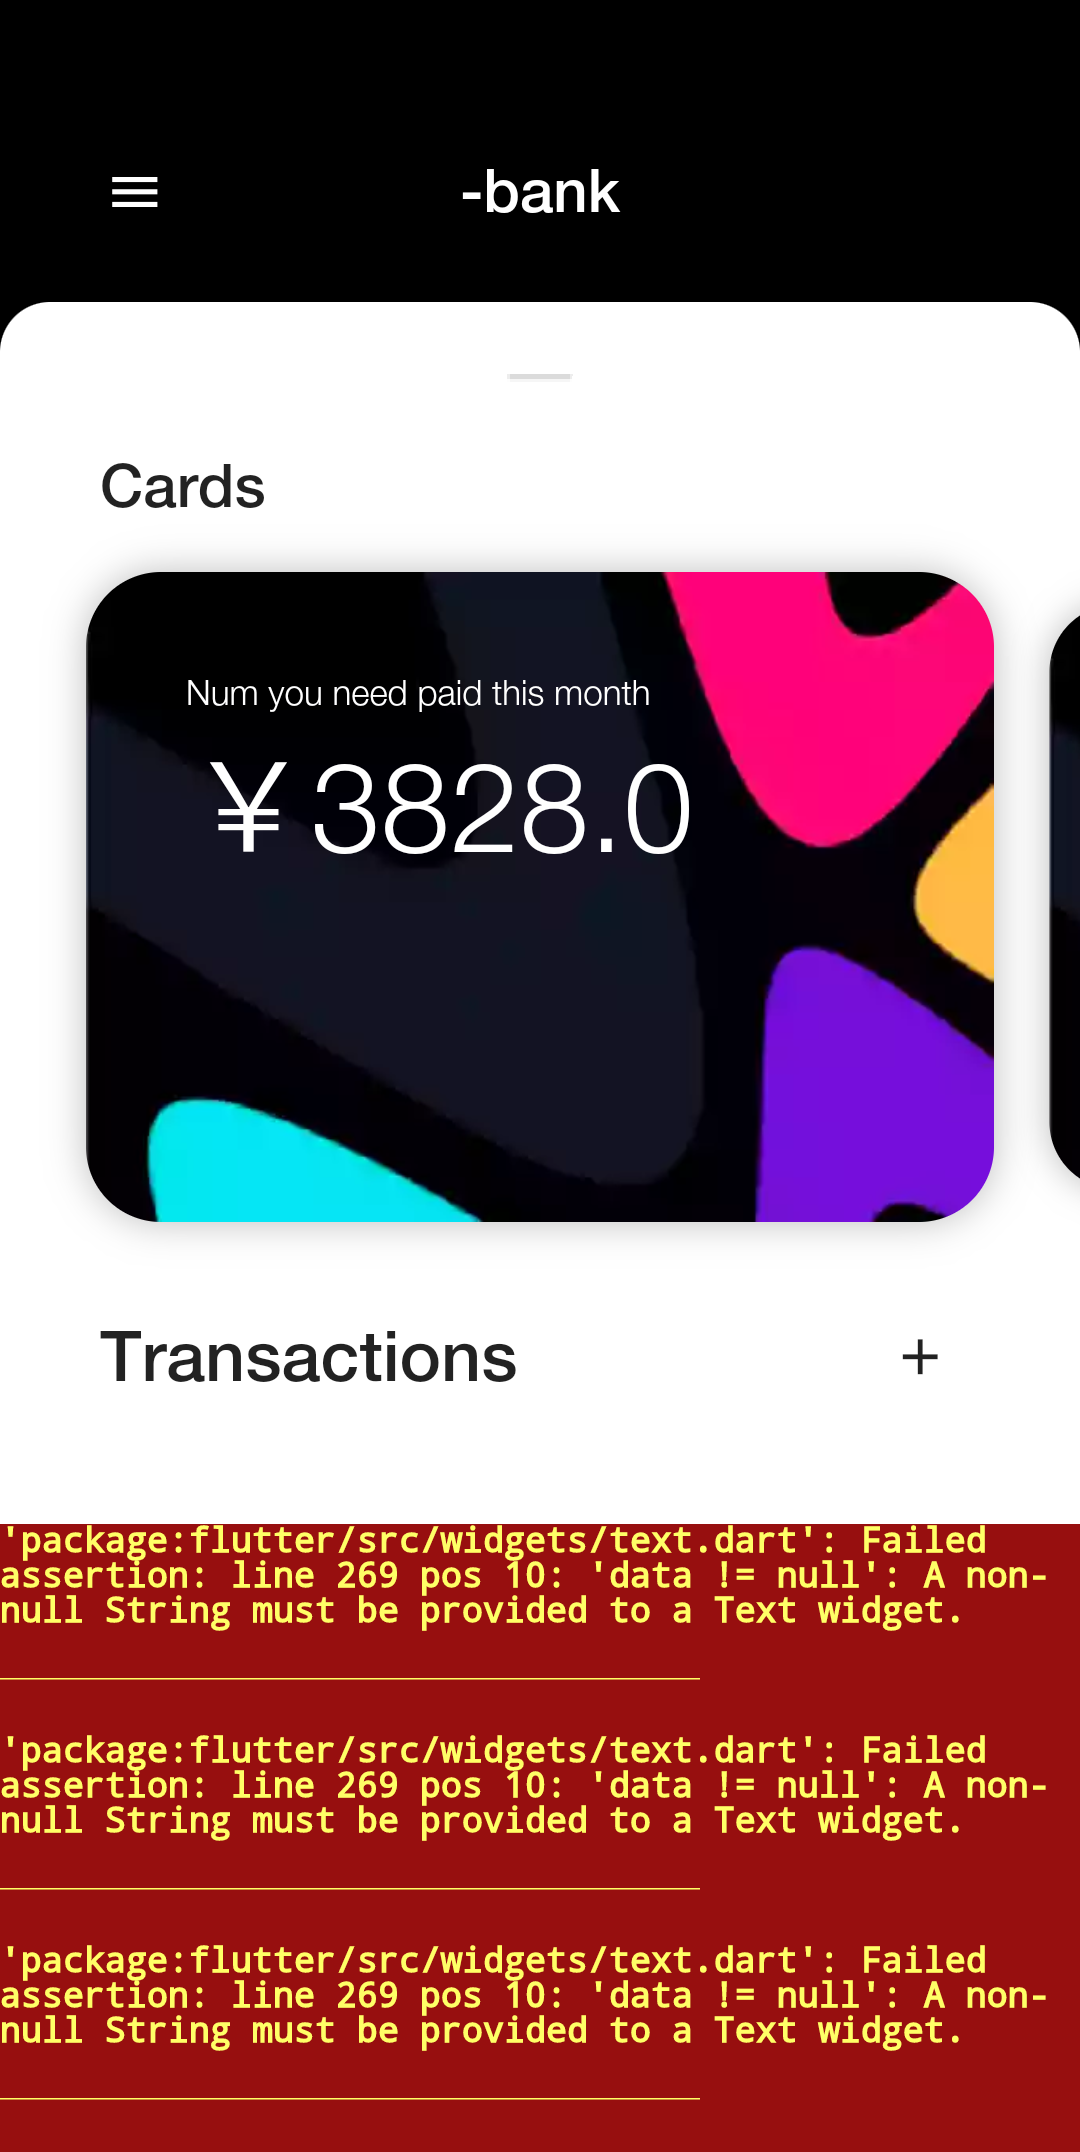 -bank
Cards
Num you need paid this month
¥ 3828.0
Transactions +
'package:flutter/src/widgets/text.dart': Failed
assertion: line 269 pos 10: 'data != null': A non-
null String must be provided to a Text widget.
'package:flutter/src/widgets/text.dart': Failed
assertion: line 269 pos 10: 'data != null': A non-
null String must be provided to a Text widget.
'package:flutter/src/widgets/text.dart': Failed
assertion: line 269 pos 10: 'data != null': A non-
null String must be provided to a Text widget.